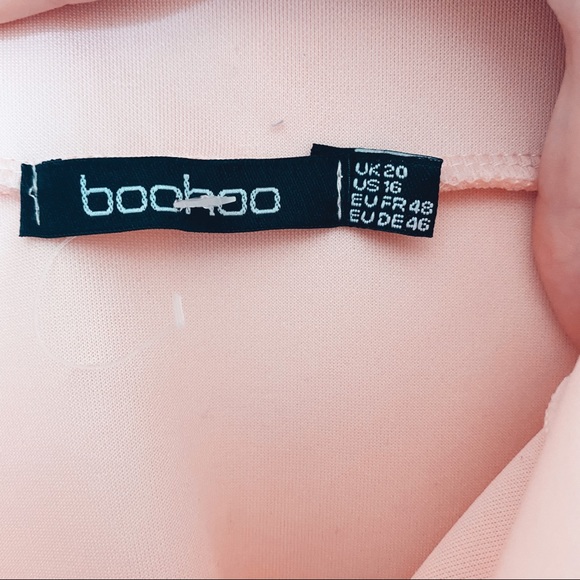 boohoo
UK 20
US 16
EU FR 48
EU DE 46